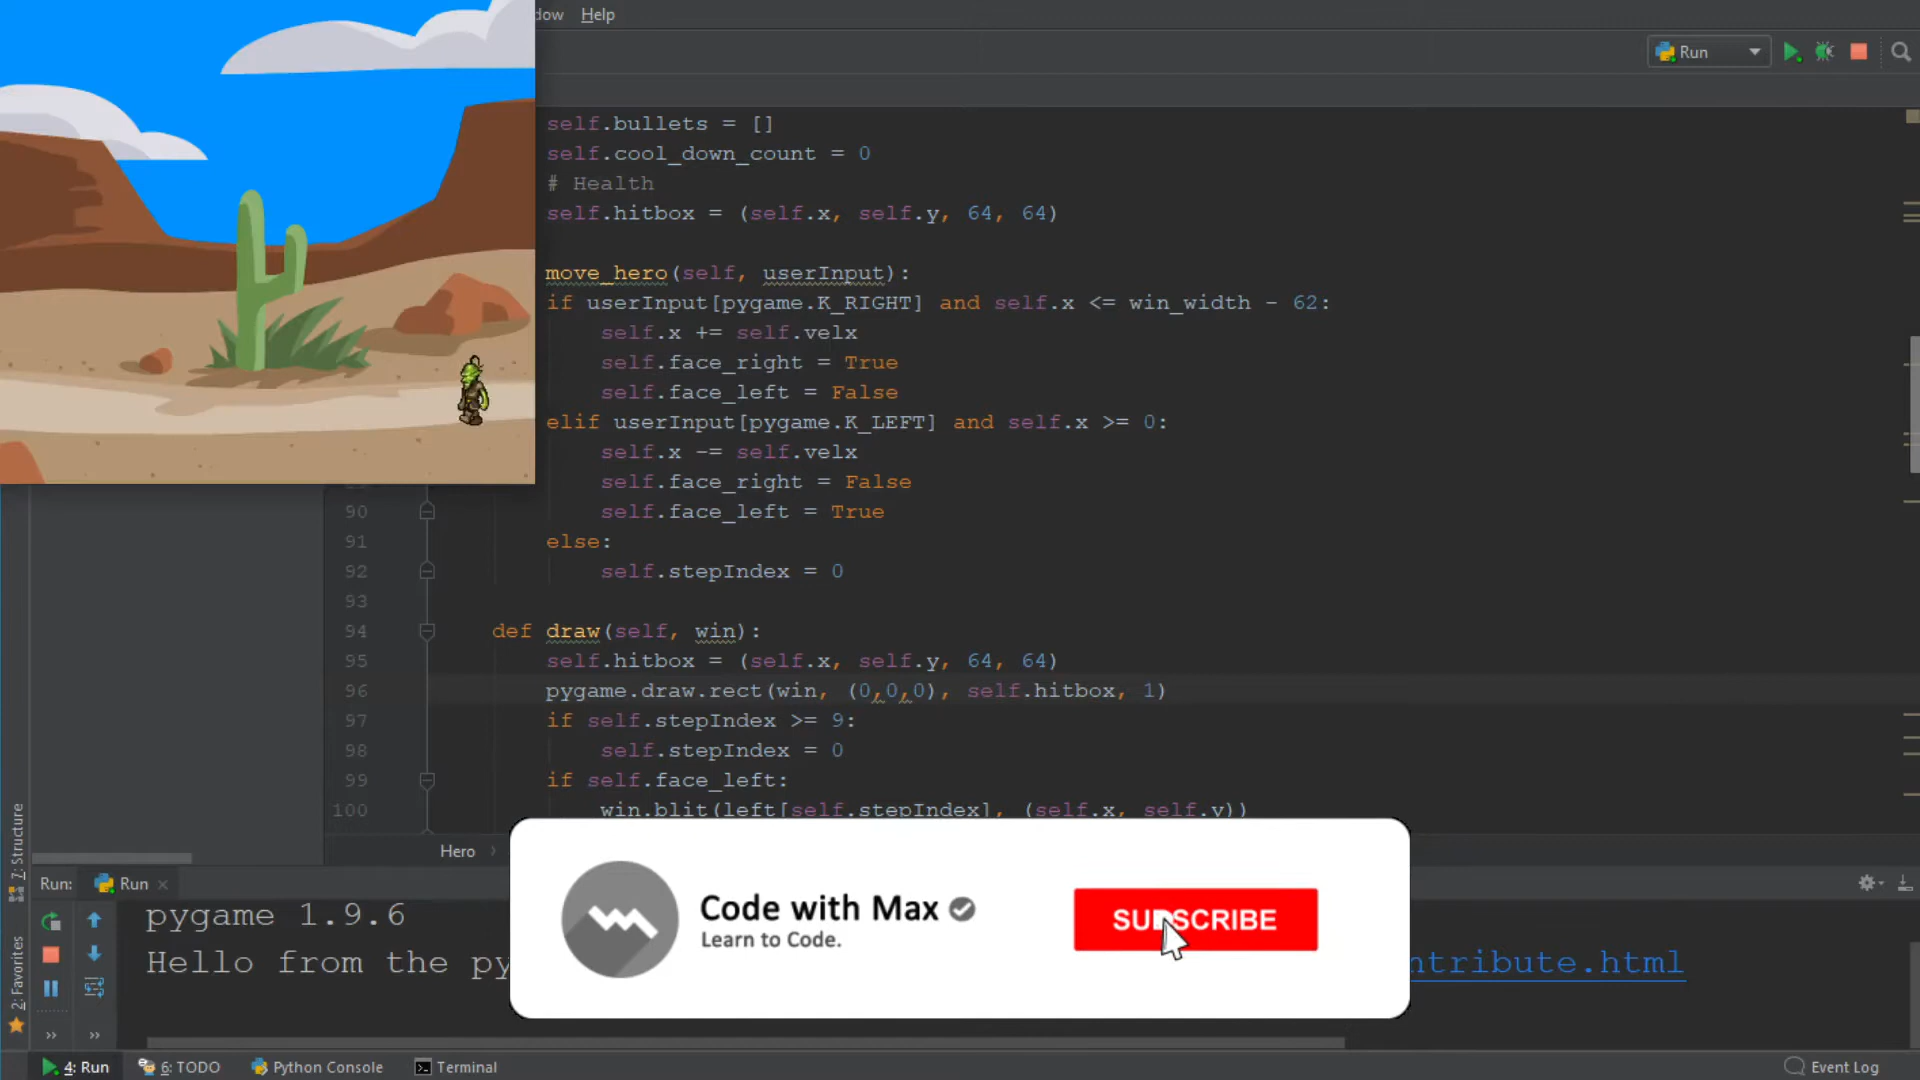 dow Help
Run
self.bullets = []
self.cool_down_count = 0
# Health
self.hitbox = (self.x, self.y, 64, 64)
move_hero(self, userInput):
if userInput[pygame.K_RIGHT] and self.x <= win_width - 62:
self.x += self.velx
self.face_right = True
self.face_left = False
elif userInput[pygame.K_LEFT] and self.x >= 0:
self.x -= self.velx
self.face_right = False
90 self.face_left = True
91 else:
92 self.stepIndex = 0
93
94 def draw(self, win):
95 self.hitbox = (self.x, self.y, 64, 64)
96 pygame.draw.rect(win, (0,0,0), self.hitbox, 1)
97 if self.stepIndex >= 9:
98 self.stepIndex = 0
99 if self.face_left:
100 win.blit(left[self.stepIndex], (self.x, self.y))
Hero
7: Structure
2: Favorites
Run: Run
pygame 1.9.6
Hello from the py
ntribute.html
Code with Max
Learn to Code.
SUBSCRIBE
4: Run 6: TODO Python Console Terminal Event Log